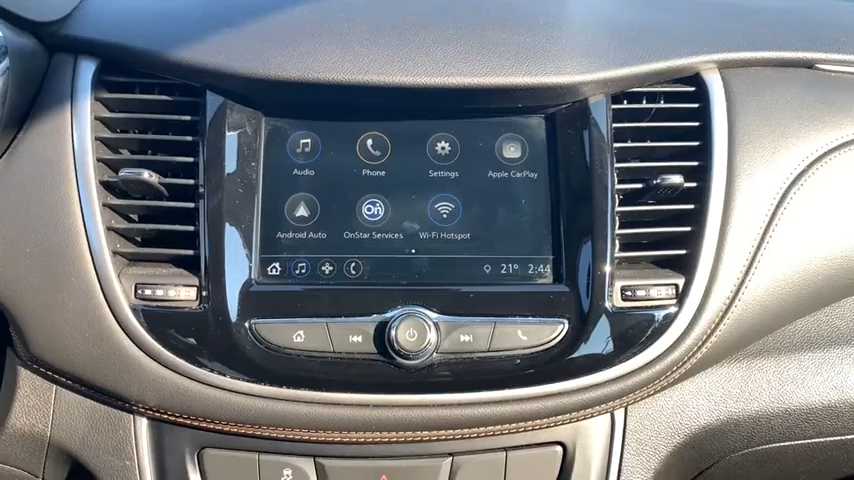 Audio Phone Settings Apple CarPlay
Android Auto OnStar Services Wi-Fi Hotspot
21° 2:44